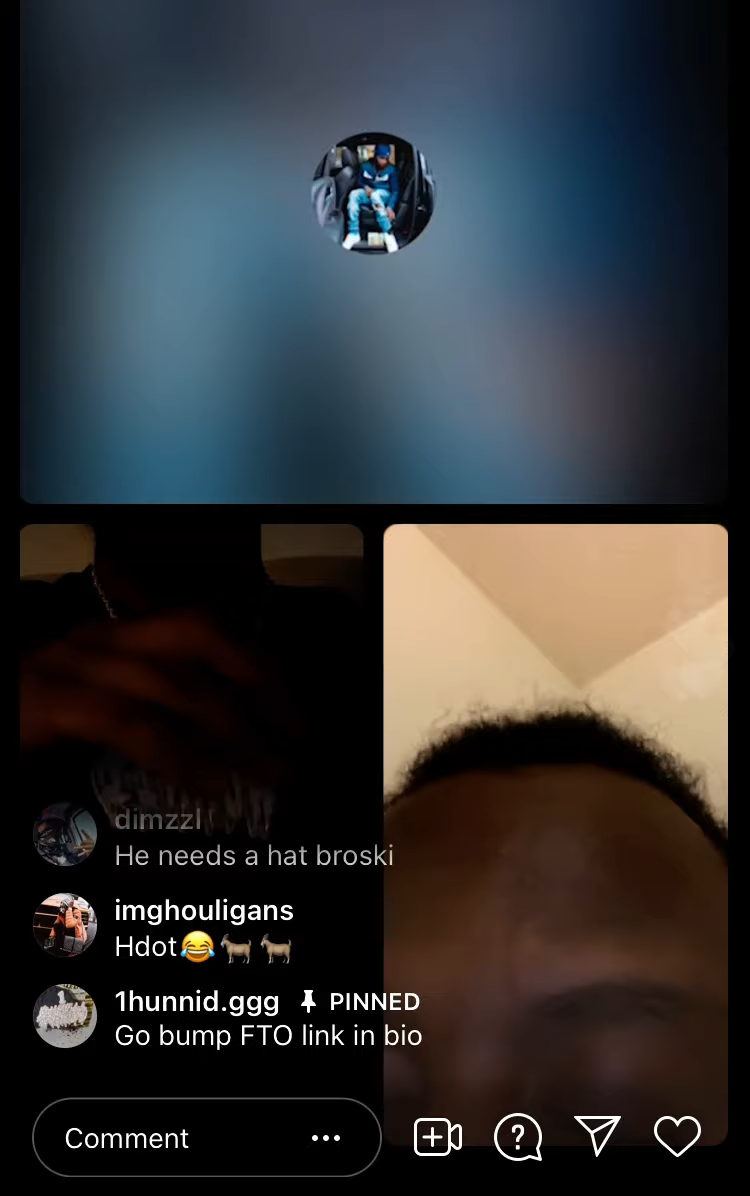 dimzzl
He needs a hat broski
imghouligans
Hdot😂🐐🐐
1hunnid.ggg PINNED
Go bump FTO link in bio
Comment